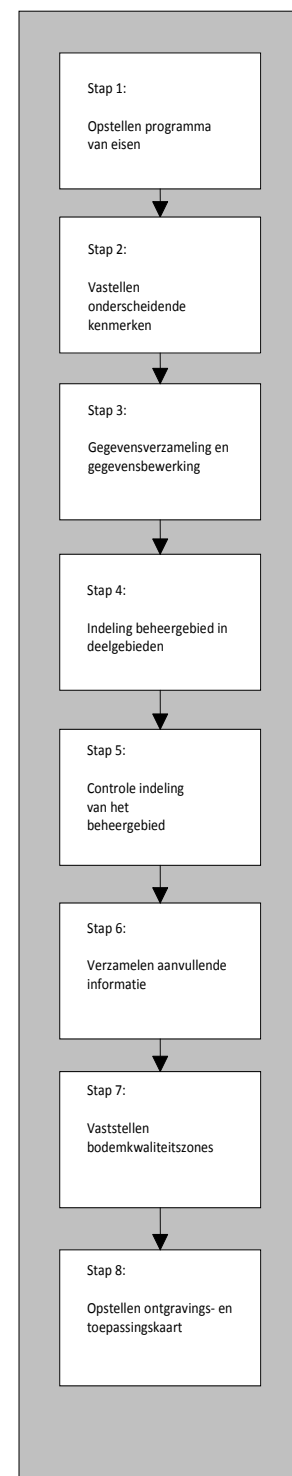 Stap 1:
Opstellen programma
van eisen
Stap 2:
Vastellen
onderscheidende
kenmerken
Stap 3:
Gegevensverzameling en
gegevensbewerking
Stap 4:
Indeling beheergebied in
deelgebieden
Stap 5:
Controle indeling
van het
beheergebied
Stap 6:
Verzamelen aanvullende
informatie
Stap 7:
Vaststellen
bodemkwaliteitszones
Stap 8:
Opstellen ontgravings- en
toepassingskaart